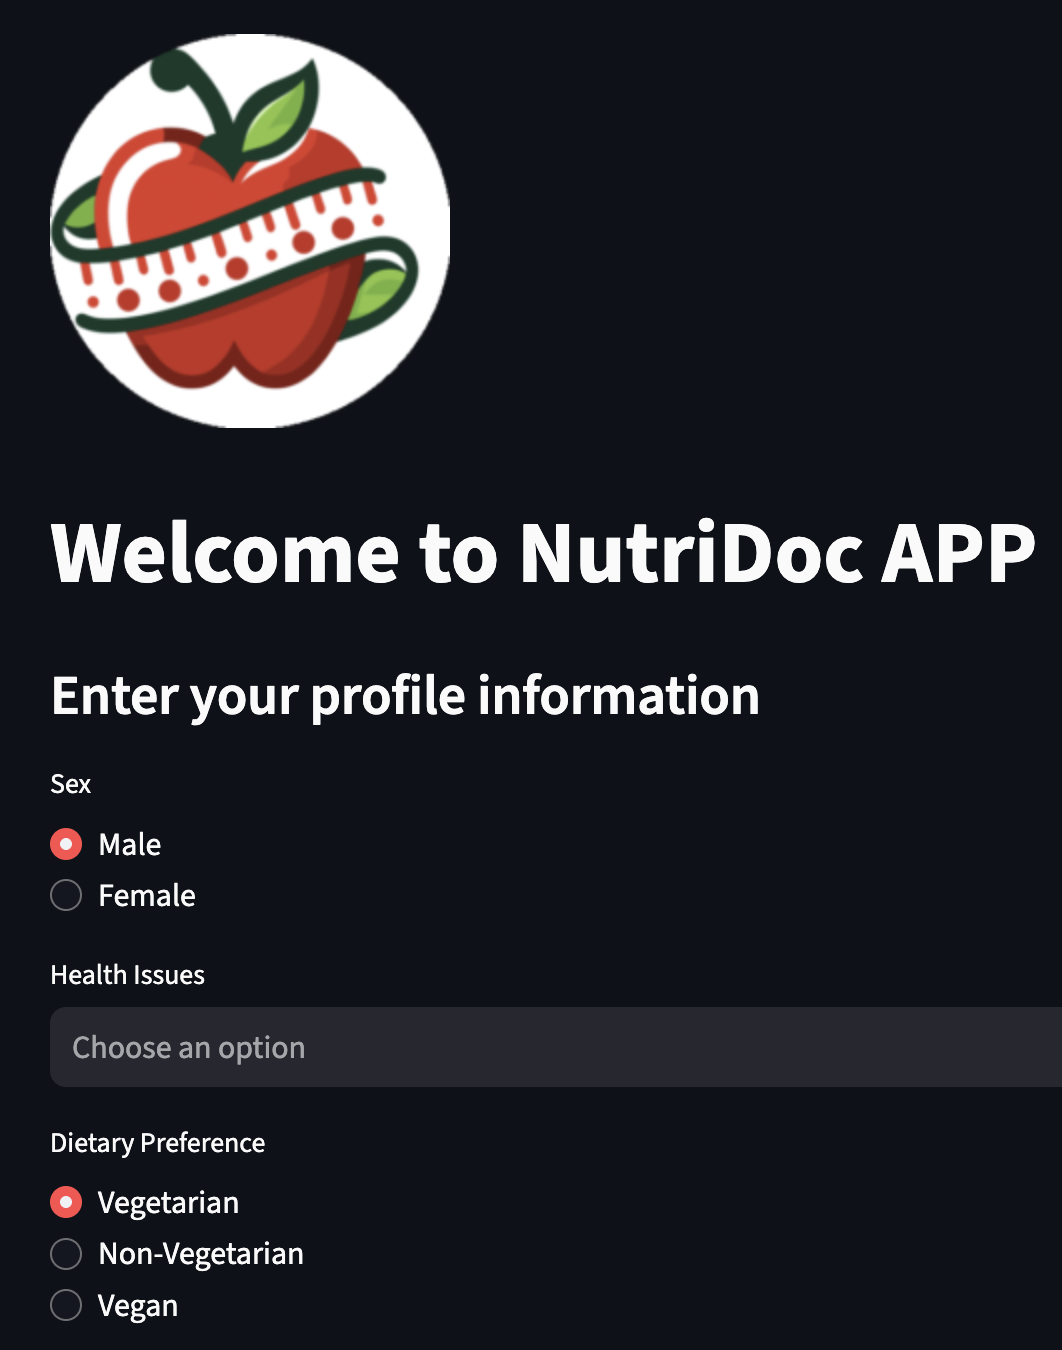 Welcome to NutriDoc APP
Enter your profile information
Sex
Male
Female
Health Issues
Choose an option
Dietary Preference
Vegetarian
Non-Vegetarian
Vegan